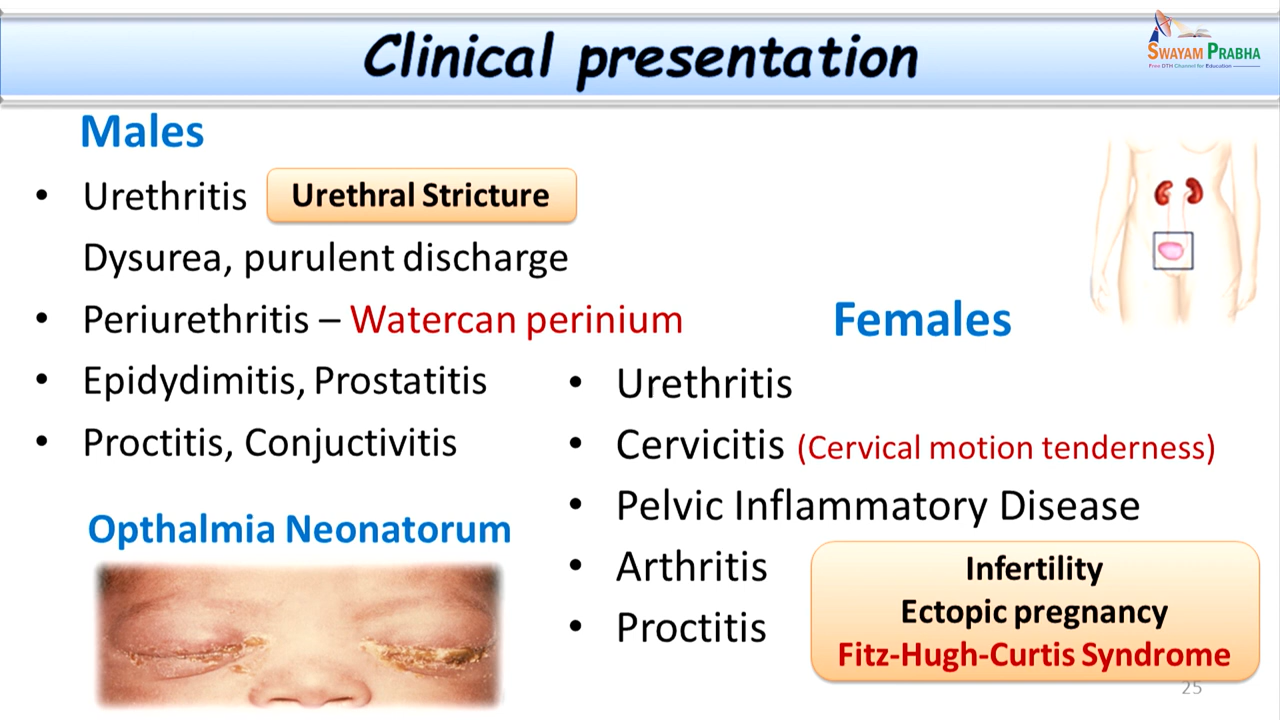 Clinical presentation
SWAYAM PRABHA
Free DTH Channel for Education
Males
• Urethritis
Urethral Stricture
Dysurea, purulent discharge
• Periurethritis – Watercan perinium
• Epidydimitis, Prostatitis
• Proctitis, Conjuctivitis
Opthalmia Neonatorum
Females
• Urethritis
• Cervicitis (Cervical motion tenderness)
• Pelvic Inflammatory Disease
• Arthritis
• Proctitis
Infertility
Ectopic pregnancy
Fitz-Hugh-Curtis Syndrome
25